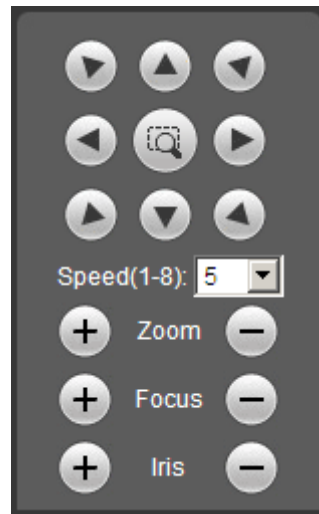 Speed(1-8): 5
+ Zoom −
+ Focus −
+ Iris −